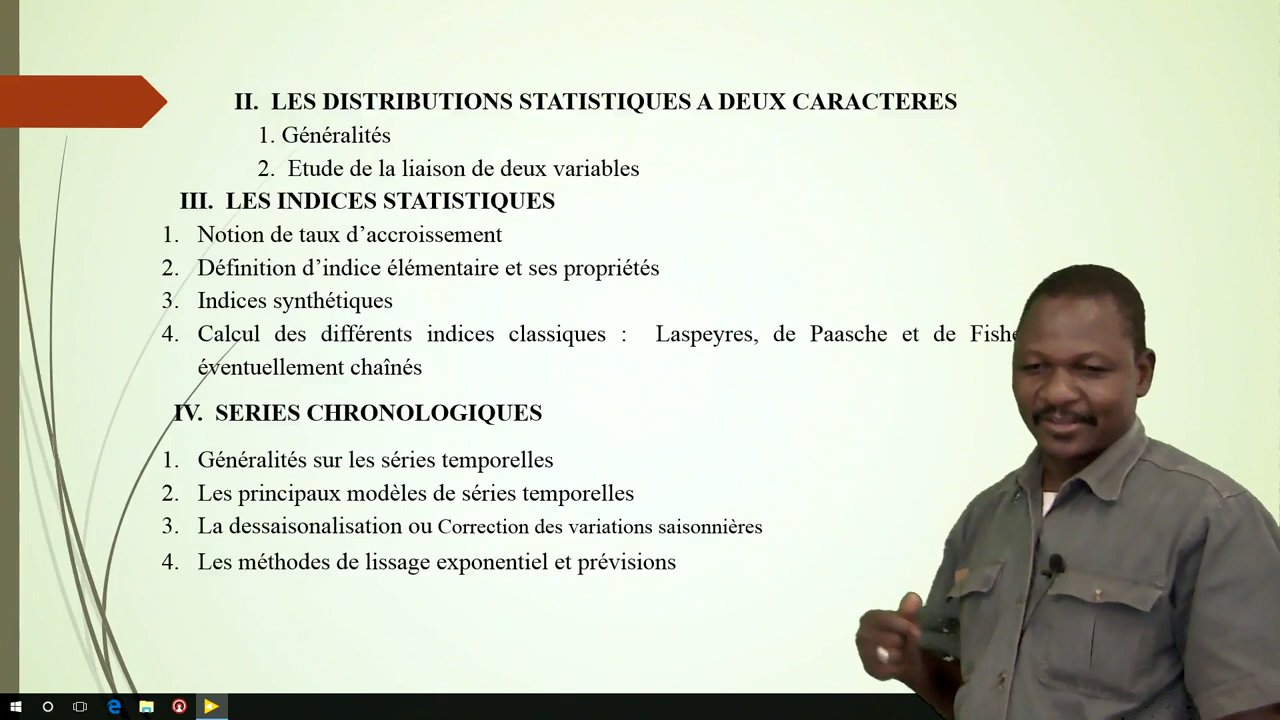 II. LES DISTRIBUTIONS STATISTIQUES A DEUX CARACTERES
1. Généralités
2. Etude de la liaison de deux variables
III. LES INDICES STATISTIQUES
1. Notion de taux d’accroissement
2. Définition d’indice élémentaire et ses propriétés
3. Indices synthétiques
4. Calcul des différents indices classiques : Laspeyres, de Paasche et de
éventuellement chaînés
IV. SERIES CHRONOLOGIQUES
1. Généralités sur les séries temporelles
2. Les principaux modèles de séries temporelles
3. La dessaisonalisation ou Correction des variations saisonnières
4. Les méthodes de lissage exponentiel et prévisions